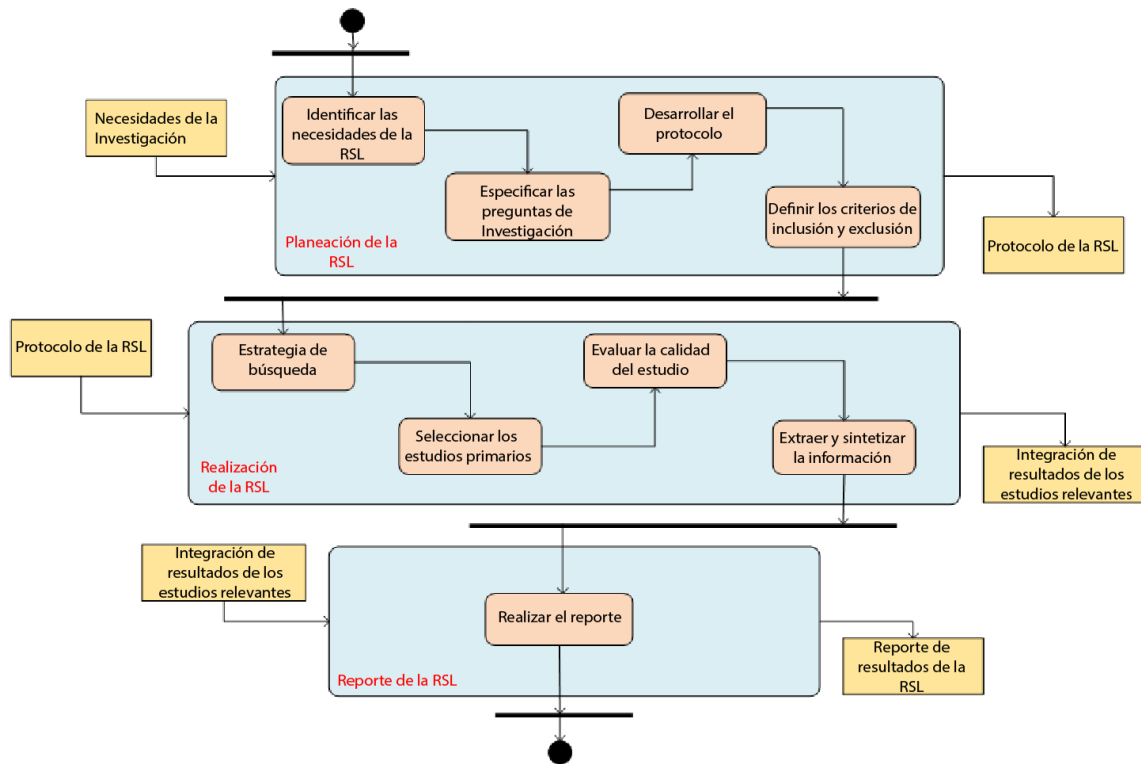 Necesidades de la
Investigación
Identificar las
necesidades de la
RSL
Especificar las
preguntas de
Investigación
Desarrollar el
protocolo
Definir los criterios de
inclusión y exclusión
Planeación de la
RSL
Protocolo de la RSL
Protocolo de la RSL
Estrategia de
búsqueda
Seleccionar los
estudios primarios
Evaluar la calidad
del estudio
Extraer y sintetizar
la información
Realización
de la RSL
Integración de
resultados de los
estudios relevantes
Integración de
resultados de los
estudios relevantes
Realizar el reporte
Reporte de la RSL
Reporte de
resultados de la
RSL